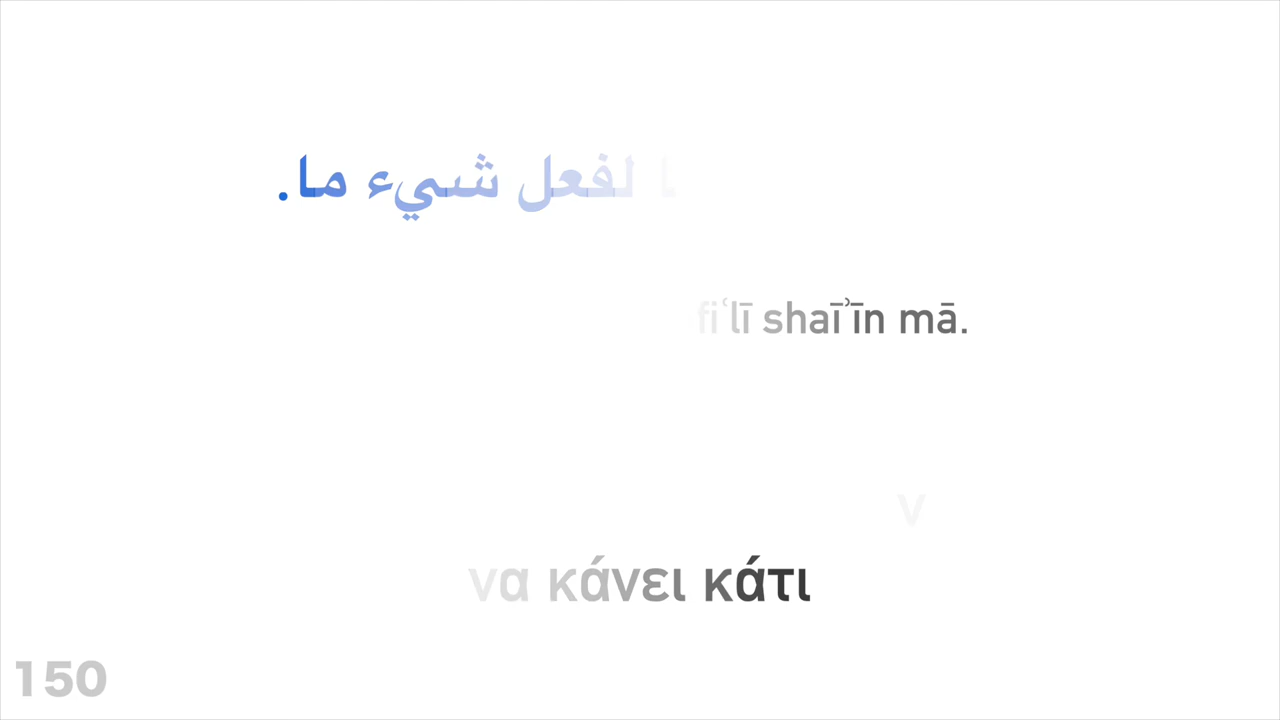 لفعل شيء ما.
fiʿlī shaīʾīn mā.
ν
να κάνει κάτι
150